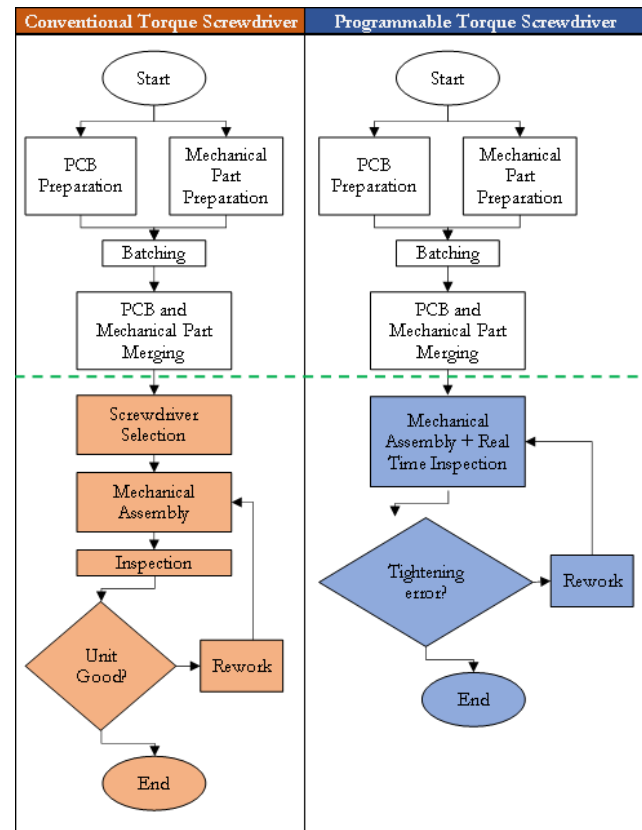 Conventional Torque Screwdriver
Start
PCB
Preparation
Mechanical
Part
Preparation
Batching
PCB and
Mechanical Part
Merging
Screwdriver
Selection
Mechanical
Assembly
Inspection
Unit
Good?
Rework
End
Programmable Torque Screwdriver
Start
PCB
Preparation
Mechanical
Part
Preparation
Batching
PCB and
Mechanical Part
Merging
Mechanical
Assembly + Real
Time Inspection
Tightening
error?
Rework
End